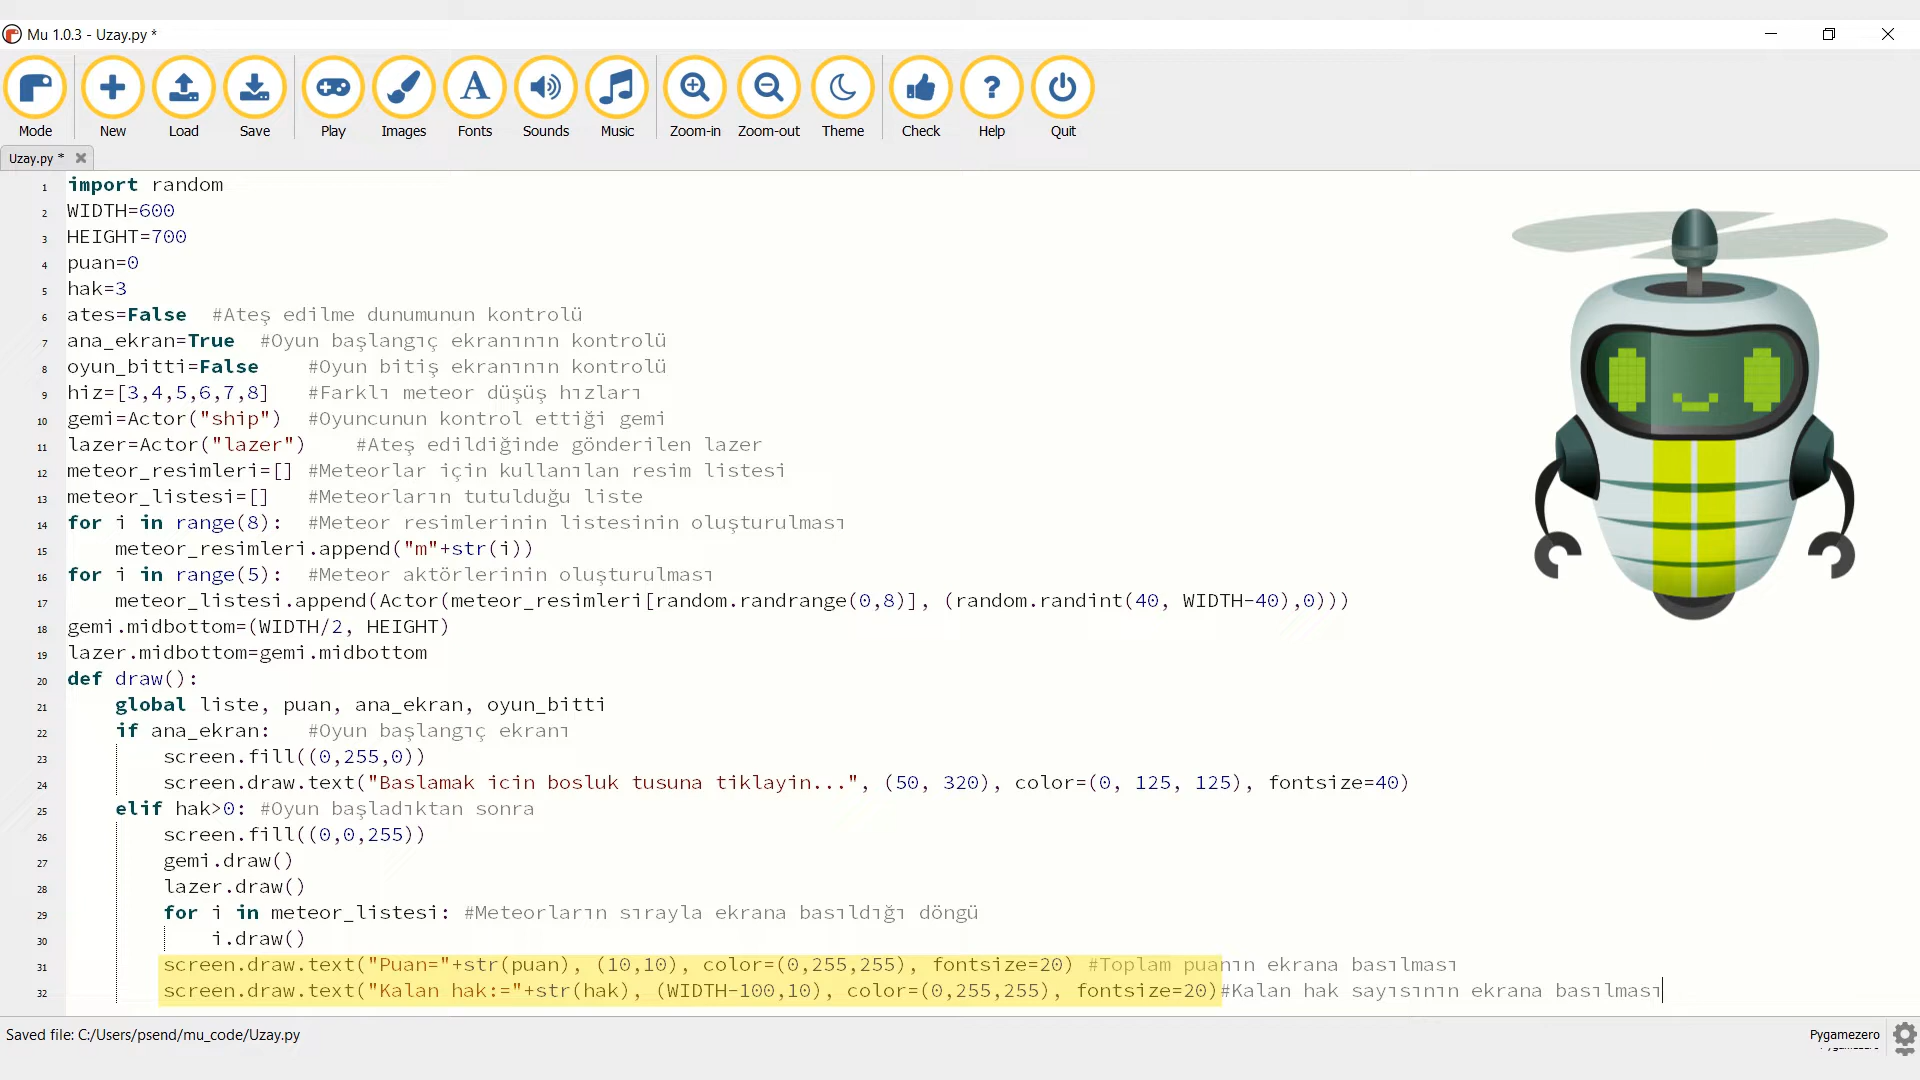 Mu 1.0.3 - Uzay.py *
Mode New Load Save Play Images Fonts Sounds Music Zoom-in Zoom-out Theme Check Help Quit
Uzay.py *
1 import random
2 WIDTH=600
3 HEIGHT=700
4 puan=0
5 hak=3
6 ates=False  #Ateş edilme dunumunun kontrolü
7 ana_ekran=True  #Oyun başlangıç ekranının kontrolü
8 oyun_bitti=False    #Oyun bitiş ekranının kontrolü
9 hiz=[3,4,5,6,7,8]   #Farklı meteor düşüş hızları
10 gemi=Actor("ship")  #Oyuncunun kontrol ettiği gemi
11 lazer=Actor("lazer")    #Ateş edildiğinde gönderilen lazer
12 meteor_resimleri=[] #Meteorlar için kullanılan resim listesi
13 meteor_listesi=[]   #Meteorların tutulduğu liste
14 for i in range(8):  #Meteor resimlerinin listesinin oluşturulması
15     meteor_resimleri.append("m"+str(i))
16 for i in range(5):  #Meteor aktörlerinin oluşturulması
17     meteor_listesi.append(Actor(meteor_resimleri[random.randrange(0,8)], (random.randint(40, WIDTH-40),0)))
18 gemi.midbottom=(WIDTH/2, HEIGHT)
19 lazer.midbottom=gemi.midbottom
20 def draw():
21     global liste, puan, ana_ekran, oyun_bitti
22     if ana_ekran:   #Oyun başlangıç ekranı
23         screen.fill((0,255,0))
24         screen.draw.text("Baslamak icin bosluk tusuna tiklayin...", (50, 320), color=(0, 125, 125), fontsize=40)
25     elif hak>0: #Oyun başladıktan sonra
26         screen.fill((0,0,255))
27         gemi.draw()
28         lazer.draw()
29         for i in meteor_listesi: #Meteorların sırayla ekrana basıldığı döngü
30             i.draw()
31         screen.draw.text("Puan="+str(puan), (10,10), color=(0,255,255), fontsize=20) #Toplam puanın ekrana basılması
32         screen.draw.text("Kalan hak:="+str(hak), (WIDTH-100,10), color=(0,255,255), fontsize=20)#Kalan hak sayısının ekrana basılması
Saved file: C:/Users/psend/mu_code/Uzay.py
Pygamezero